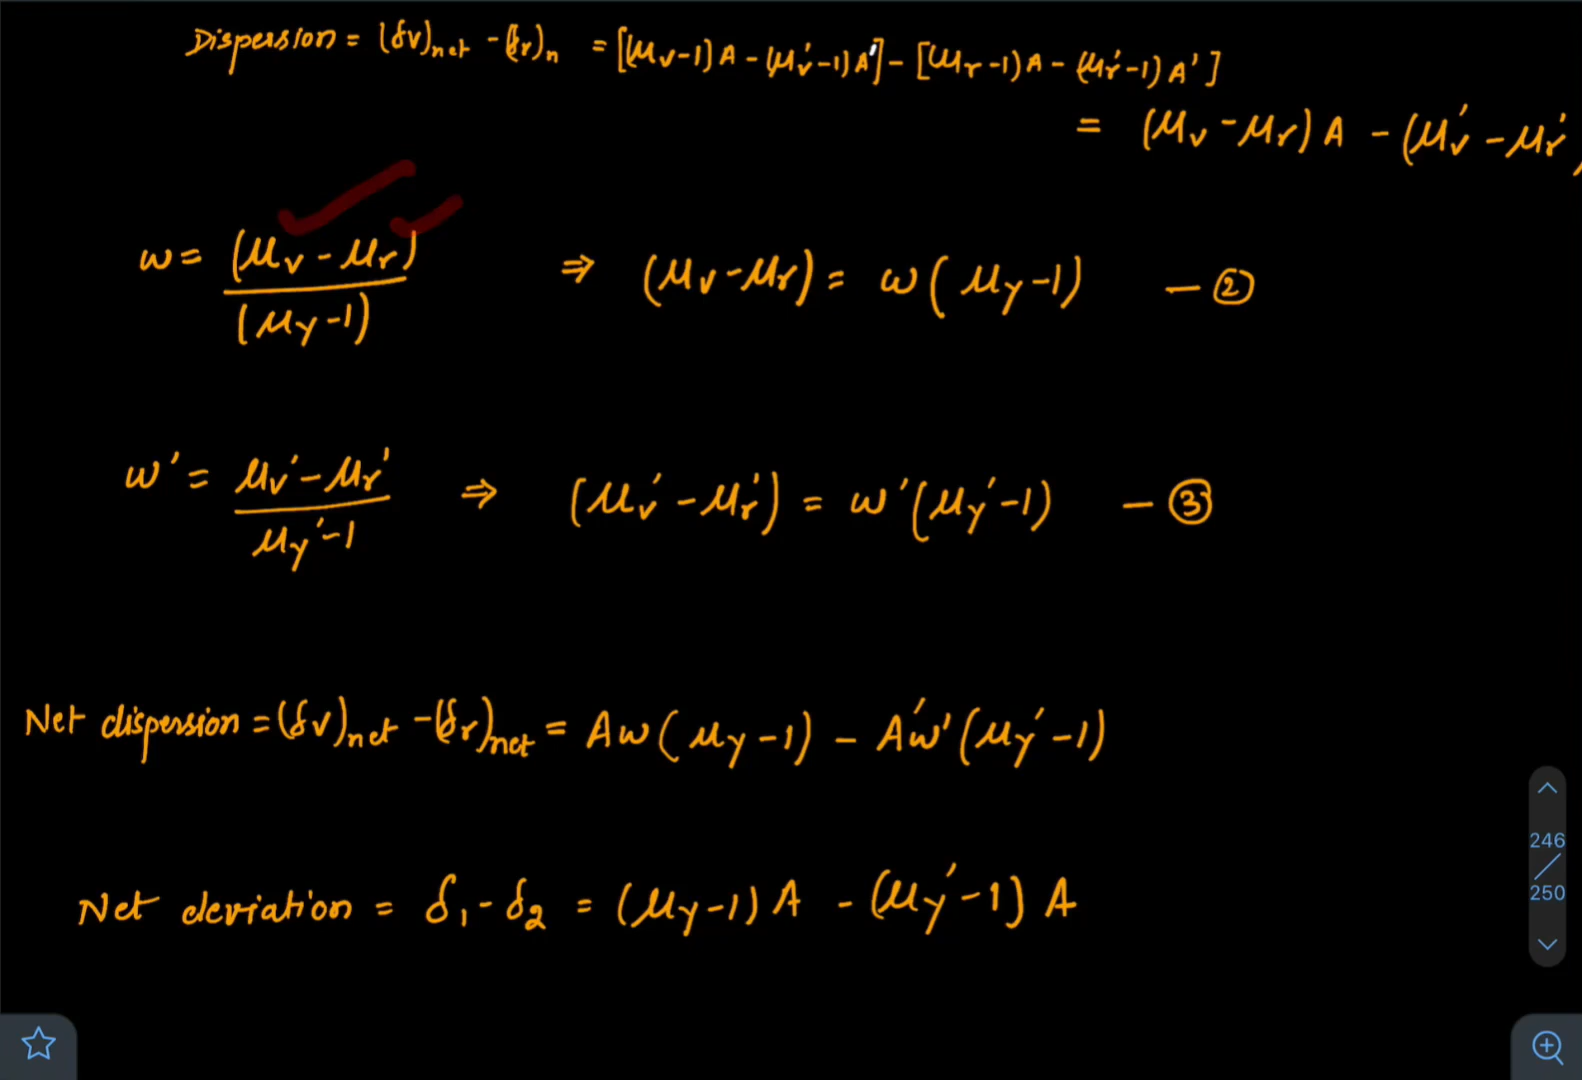 Dispersion = (δv)net - (δr)n = [(μv-1)A - (μv'-1)A'] - [(μr-1)A - (μr'-1)A']
= (μv - μr)A - (μv' - μr')
w = (μv - μr) / (μy-1) ⇒ (μv - μr) = w(μy-1) — ②
w' = μv' - μr' / μy'-1 ⇒ (μv' - μr') = w'(μy'-1) — ③
Net dispersion = (δv)net - (δr)net = Aw(μy-1) - A'w'(μy'-1)
Net deviation = δ1 - δ2 = (μy-1)A - (μy'-1)A
246
250